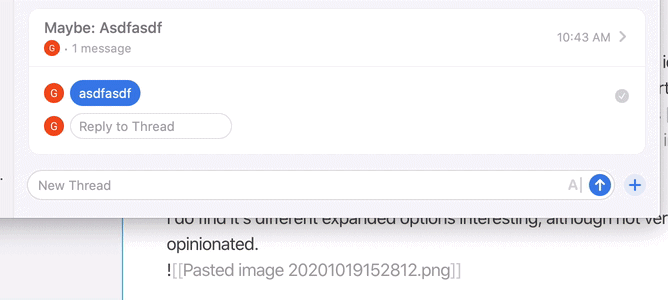 Maybe: Asdfasdf
G · 1 message
10:43 AM
G asdfasdf
G Reply to Thread
New Thread
A
I do find it's different expanded options interesting, although not ver
opinionated.
![[Pasted image 20201019152812.png]]